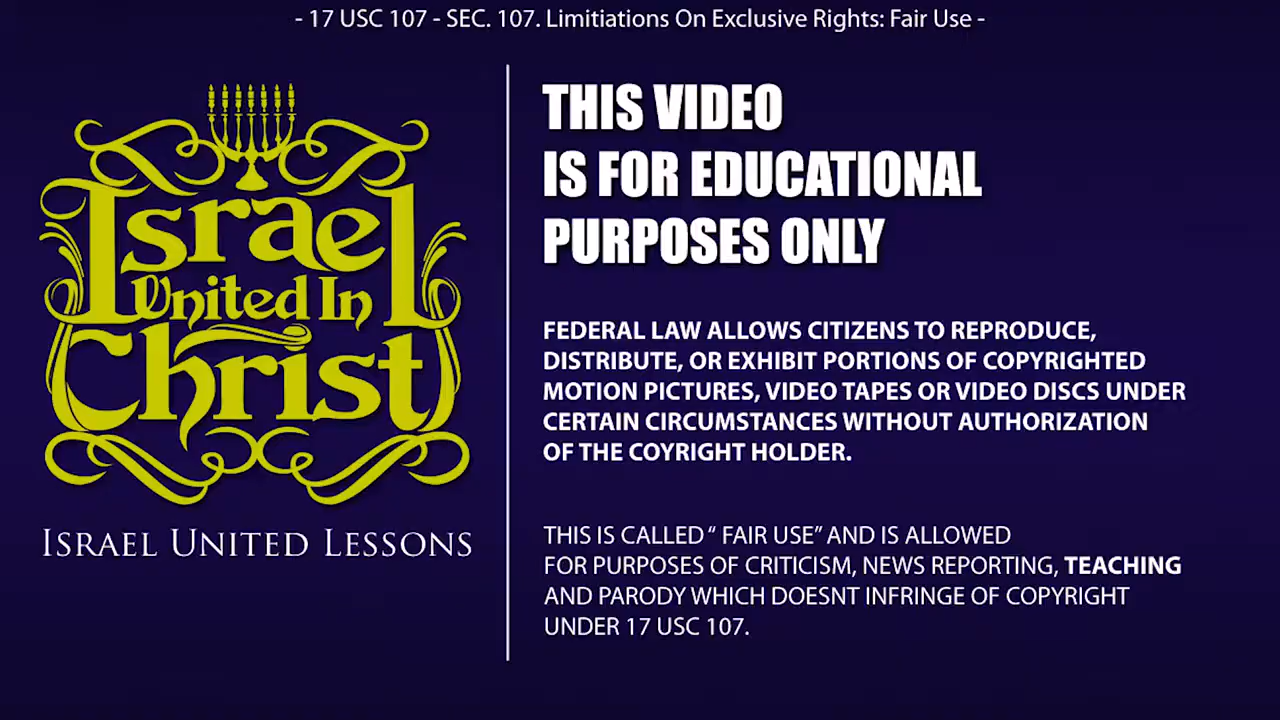 - 17 USC 107 - SEC. 107. Limitiations On Exclusive Rights: Fair Use -
Israel
United In
Christ
ISRAEL UNITED LESSONS
THIS VIDEO
IS FOR EDUCATIONAL
PURPOSES ONLY
FEDERAL LAW ALLOWS CITIZENS TO REPRODUCE,
DISTRIBUTE, OR EXHIBIT PORTIONS OF COPYRIGHTED
MOTION PICTURES, VIDEO TAPES OR VIDEO DISCS UNDER
CERTAIN CIRCUMSTANCES WITHOUT AUTHORIZATION
OF THE COYRIGHT HOLDER.
THIS IS CALLED “ FAIR USE” AND IS ALLOWED
FOR PURPOSES OF CRITICISM, NEWS REPORTING, TEACHING
AND PARODY WHICH DOESNT INFRINGE OF COPYRIGHT
UNDER 17 USC 107.